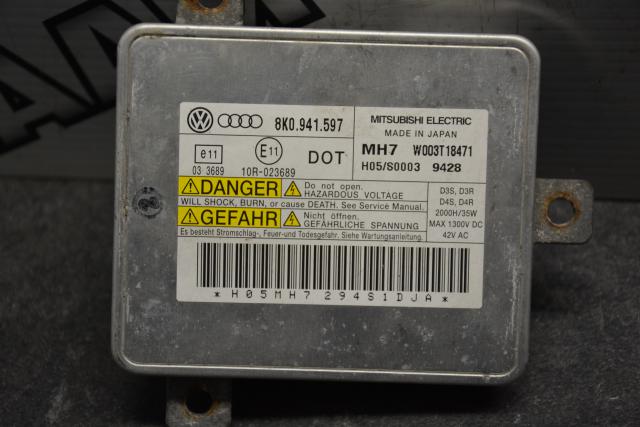 8K0.941.597
MITSUBISHI ELECTRIC
MADE IN JAPAN
e11
E11
DOT
MH7 W003T18471
03 3689
10R-023689
H05/S0003 9428
DANGER
Do not open.
HAZARDOUS VOLTAGE
WILL SHOCK, BURN, or cause DEATH. See Service Manual.
GEFAHR
Nicht öffnen.
GEFÄHRLICHE SPANNUNG
Es besteht Stromschlag-, Feuer-und Todesgefahr. Siehe Wartungsanleitung.
D3S, D3R
D4S, D4R
2000H/35W
MAX 1300V DC
42V AC
*H05MH7294S1DJA*